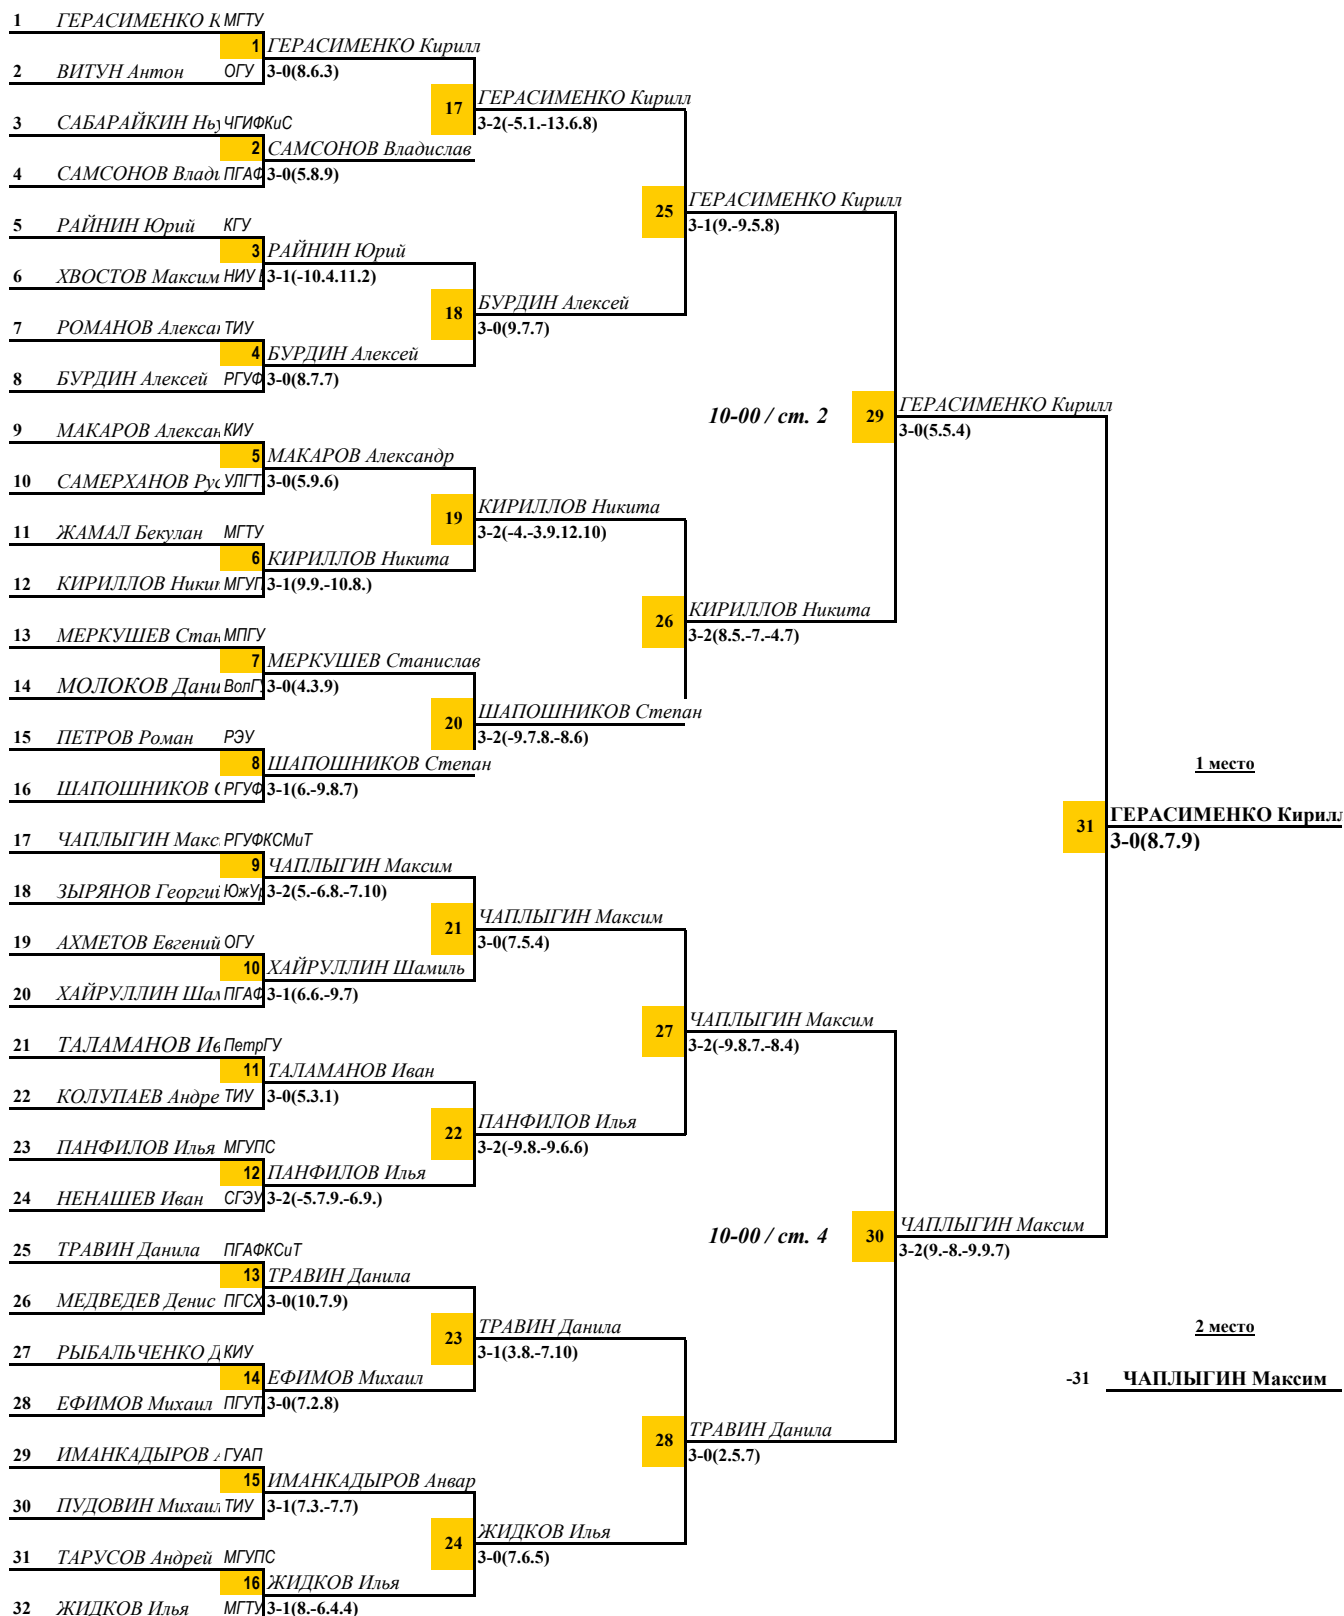 1 ГЕРАСИМЕНКО К МГТУ
1 ГЕРАСИМЕНКО Кирилл
2 ВИТУН Антон ОГУ 3-0(8.6.3)
17 ГЕРАСИМЕНКО Кирилл
3 САБАРАЙКИН Нь ЧГИФКиС 3-2(-5.1.-13.6.8)
2 САМСОНОВ Владислав
4 САМСОНОВ Влад ПГАФ 3-0(5.8.9)
25 ГЕРАСИМЕНКО Кирилл
5 РАЙНИН Юрий КГУ 3-1(9.-9.5.8)
3 РАЙНИН Юрий
6 ХВОСТОВ Максим НИУ 3-1(-10.4.11.2)
18 БУРДИН Алексей
7 РОМАНОВ Алекса ТИУ 3-0(9.7.7)
4 БУРДИН Алексей
8 БУРДИН Алексей РГУФ 3-0(8.7.7)
10-00 / ст. 2 29 ГЕРАСИМЕНКО Кирилл
9 МАКАРОВ Алексан КИУ 3-0(5.5.4)
5 МАКАРОВ Александр
10 САМЕРХАНОВ Рус УЛГТ 3-0(5.9.6)
19 КИРИЛЛОВ Никита
11 ЖАМАЛ Бекулан МГТУ 3-2(-4.-3.9.12.10)
6 КИРИЛЛОВ Никита
12 КИРИЛЛОВ Ники МГУП 3-1(9.9.-10.8.)
26 КИРИЛЛОВ Никита
13 МЕРКУШЕВ Стан МПГУ 3-2(8.5.-7.-4.7)
7 МЕРКУШЕВ Станислав
14 МОЛОКОВ Дани ВолГ 3-0(4.3.9)
20 ШАПОШНИКОВ Степан
15 ПЕТРОВ Роман РЭУ 3-2(-9.7.8.-8.6)
8 ШАПОШНИКОВ Степан
1 место
16 ШАПОШНИКОВ С РГУФ 3-1(6.-9.8.7)
31 ГЕРАСИМЕНКО Кирилл
17 ЧАПЛЫГИН Макс РГУФКСМиТ 3-0(8.7.9)
9 ЧАПЛЫГИН Максим
18 ЗЫРЯНОВ Георгий ЮжУр 3-2(5.-6.8.-7.10)
21 ЧАПЛЫГИН Максим
19 АХМЕТОВ Евгений ОГУ 3-0(7.5.4)
10 ХАЙРУЛЛИН Шамиль
20 ХАЙРУЛЛИН Шам ПГАФ 3-1(6.6.-9.7)
27 ЧАПЛЫГИН Максим
21 ТАЛАМАНОВ Ив ПетрГУ 3-2(-9.8.7.-8.4)
11 ТАЛАМАНОВ Иван
22 КОЛУПАЕВ Андре ТИУ 3-0(5.3.1)
22 ПАНФИЛОВ Илья
23 ПАНФИЛОВ Илья МГУПС 3-2(-9.8.-9.6.6)
12 ПАНФИЛОВ Илья
24 НЕНАШЕВ Иван СГЭУ 3-2(-5.7.9.-6.9.)
10-00 / ст. 4 30 ЧАПЛЫГИН Максим
25 ТРАВИН Данила ПГАФКСиТ 3-2(9.-8.-9.9.7)
13 ТРАВИН Данила
26 МЕДВЕДЕВ Денис ПГСХ 3-0(10.7.9)
23 ТРАВИН Данила
2 место
27 РЫБАЛЬЧЕНКО Д КИУ 3-1(3.8.-7.10)
14 ЕФИМОВ Михаил
-31 ЧАПЛЫГИН Максим
28 ЕФИМОВ Михаил ПГУТ 3-0(7.2.8)
28 ТРАВИН Данила
29 ИМАНКАДЫРОВ А ГУАП 3-0(2.5.7)
15 ИМАНКАДЫРОВ Анвар
30 ПУДОВИН Михаил ТИУ 3-1(7.3.-7.7)
24 ЖИДКОВ Илья
31 ТАРУСОВ Андрей МГУПС 3-0(7.6.5)
16 ЖИДКОВ Илья
32 ЖИДКОВ Илья МГТУ 3-1(8.-6.4.4)